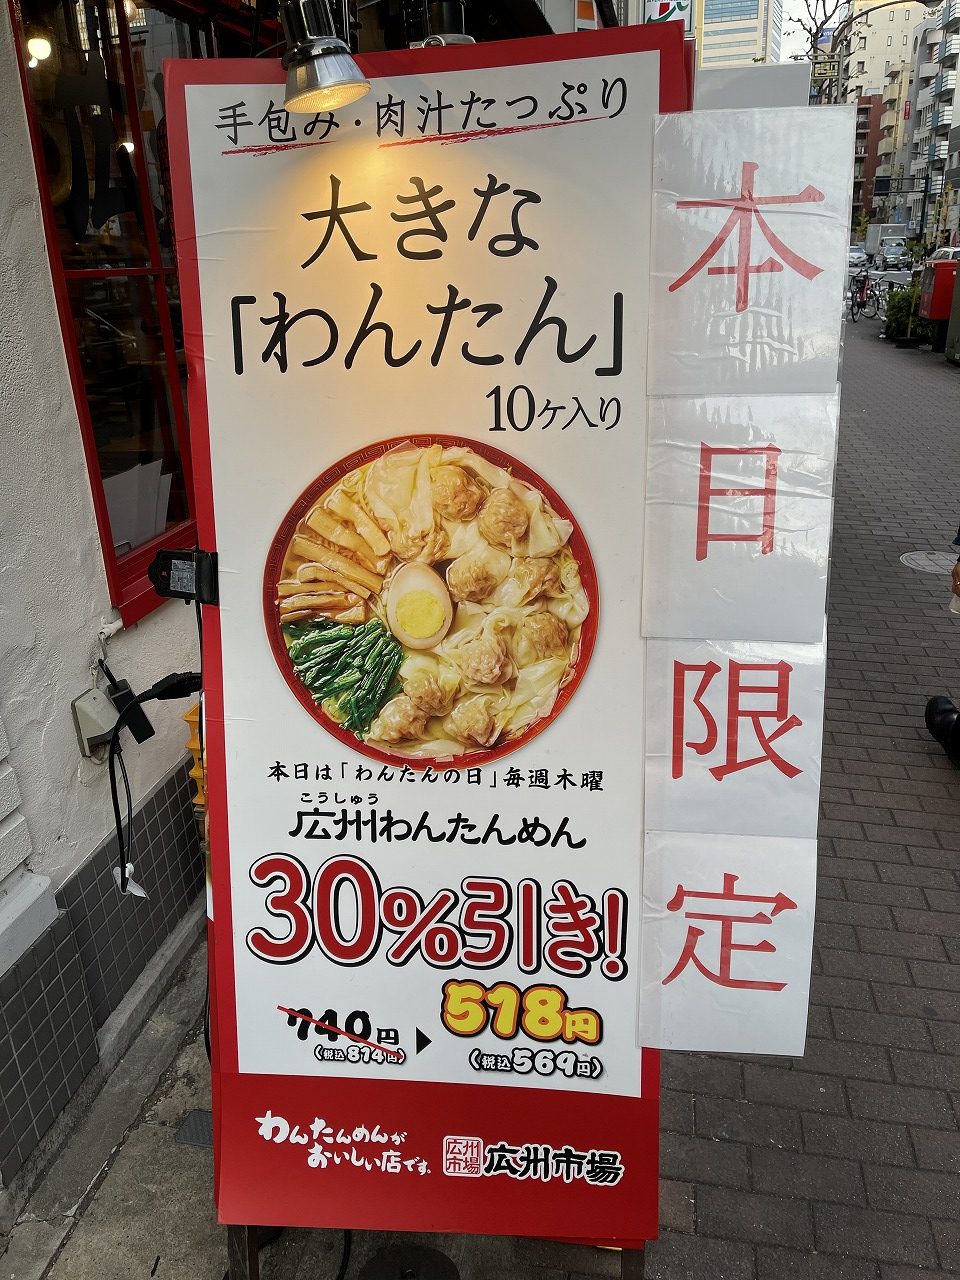 手包み・肉汁たっぷり
大きな
「わんたん」
10ケ入り
本日は「わんたんの日」毎週木曜
こうしゅう
広州わんたんめん
30%引き!
740円
(税込814円)
518円
(税込569円)
わんたんめんが
おいしい店です。
広州
市場
広州市場
本日限定